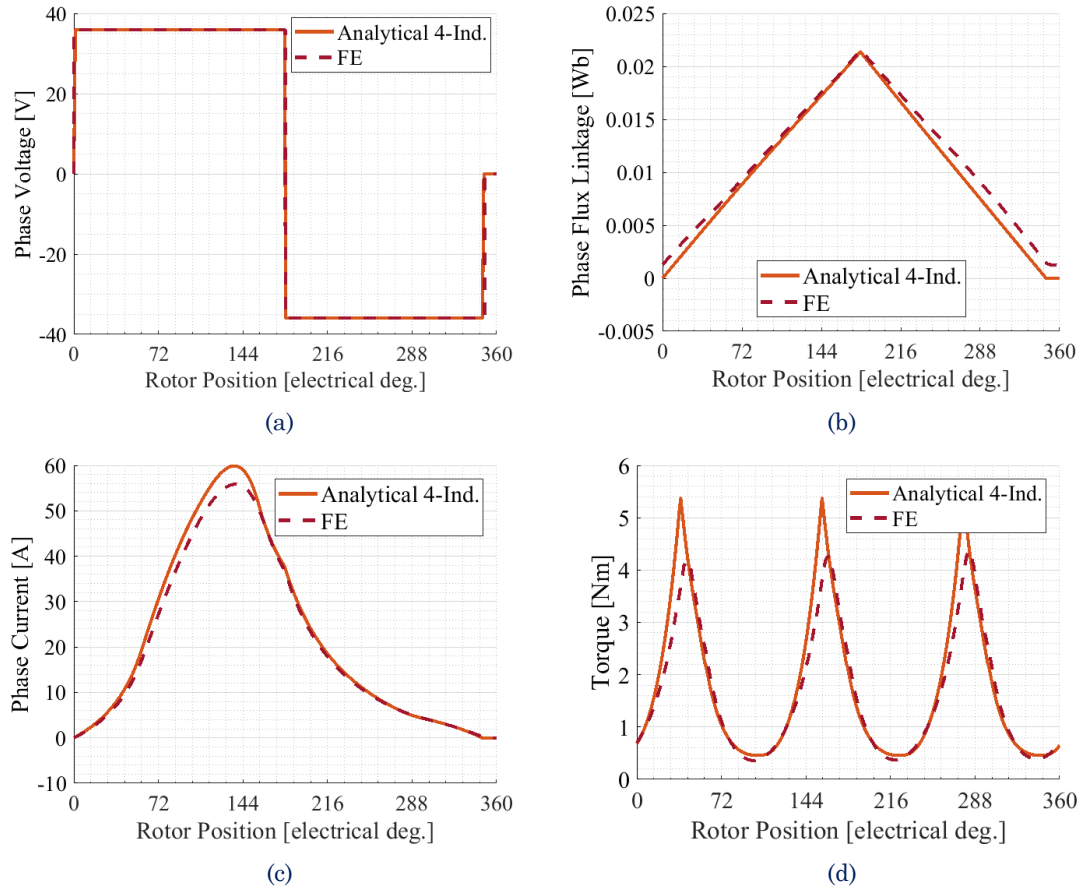 40
20
0
-20
-40
Phase Voltage [V]
Analytical 4-Ind.
FE
0 72 144 216 288 360
Rotor Position [electrical deg.]
(a)
0.025
0.02
0.015
0.01
0.005
0
-0.005
Phase Flux Linkage [Wb]
Analytical 4-Ind.
FE
0 72 144 216 288 360
Rotor Position [electrical deg.]
(b)
60
50
40
30
20
10
0
-10
Phase Current [A]
Analytical 4-Ind.
FE
0 72 144 216 288 360
Rotor Position [electrical deg.]
(c)
6
5
4
3
2
1
0
Torque [Nm]
Analytical 4-Ind.
FE
0 72 144 216 288 360
Rotor Position [electrical deg.]
(d)